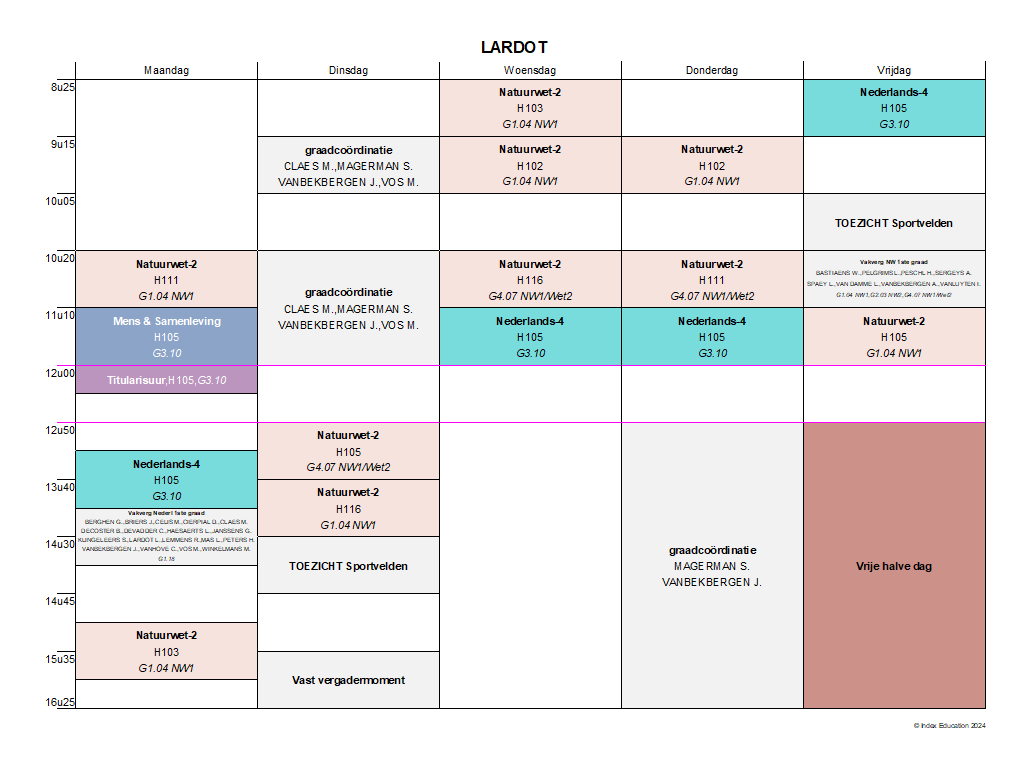 LARDOT
Maandag
Dinsdag
Woensdag
Donderdag
Vrijdag
8u25
9u15
10u05
10u20
11u10
12u00
12u50
13u40
14u30
14u45
15u35
16u25
Natuurwet-2
H111
G1.04 NW1
Mens & Samenleving
H105
G3.10
Titularisuur,H105,G3.10
Nederlands-4
H105
G3.10
Vakverg Nederl 1ste graad
BERGHEN G.,BRIERS J.,CELIS M.,CIERPIAL D.,CLAES M.
DECOSTER B.,DEVADDER C.,HAESAERTS L.,JANSSENS G.
KLINGELEERS S.,LARDOT L.,LEMMENS R.,MAS L.,PETERS H.
VANBEKBERGEN J.,VANHOVE C.,VOS M.,WINKELMANS M.
Natuurwet-2
H103
G1.04 NW1
graadcoördinatie
CLAES M.,MAGERMAN S.
VANBEKBERGEN J.,VOS M.
graadcoördinatie
CLAES M.,MAGERMAN S.
VANBEKBERGEN J.,VOS M.
Natuurwet-2
H105
G4.07 NW1/Wet2
Natuurwet-2
H116
G1.04 NW1
TOEZICHT Sportvelden
Vast vergadermoment
Natuurwet-2
H103
G1.04 NW1
Natuurwet-2
H102
G1.04 NW1
Natuurwet-2
H116
G4.07 NW1/Wet2
Nederlands-4
H105
G3.10
Natuurwet-2
H102
G1.04 NW1
Natuurwet-2
H111
G4.07 NW1/Wet2
Nederlands-4
H105
G3.10
graadcoördinatie
MAGERMAN S.
VANBEKBERGEN J.
Nederlands-4
H105
G3.10
TOEZICHT Sportvelden
Vakverg NW 1ste graad
BASTIAENS W.,PELGRIMS L.,PESCHL H.,SERGEYS A.
SPAEY L.,VAN DAMME L.,VANBEKBERGEN A.,VANLUYTEN I.
G1.04 NW1,G2.03 NW2,G4.07 NW1/Wet2
Natuurwet-2
H105
G1.04 NW1
Vrije halve dag
© Index Education 2024